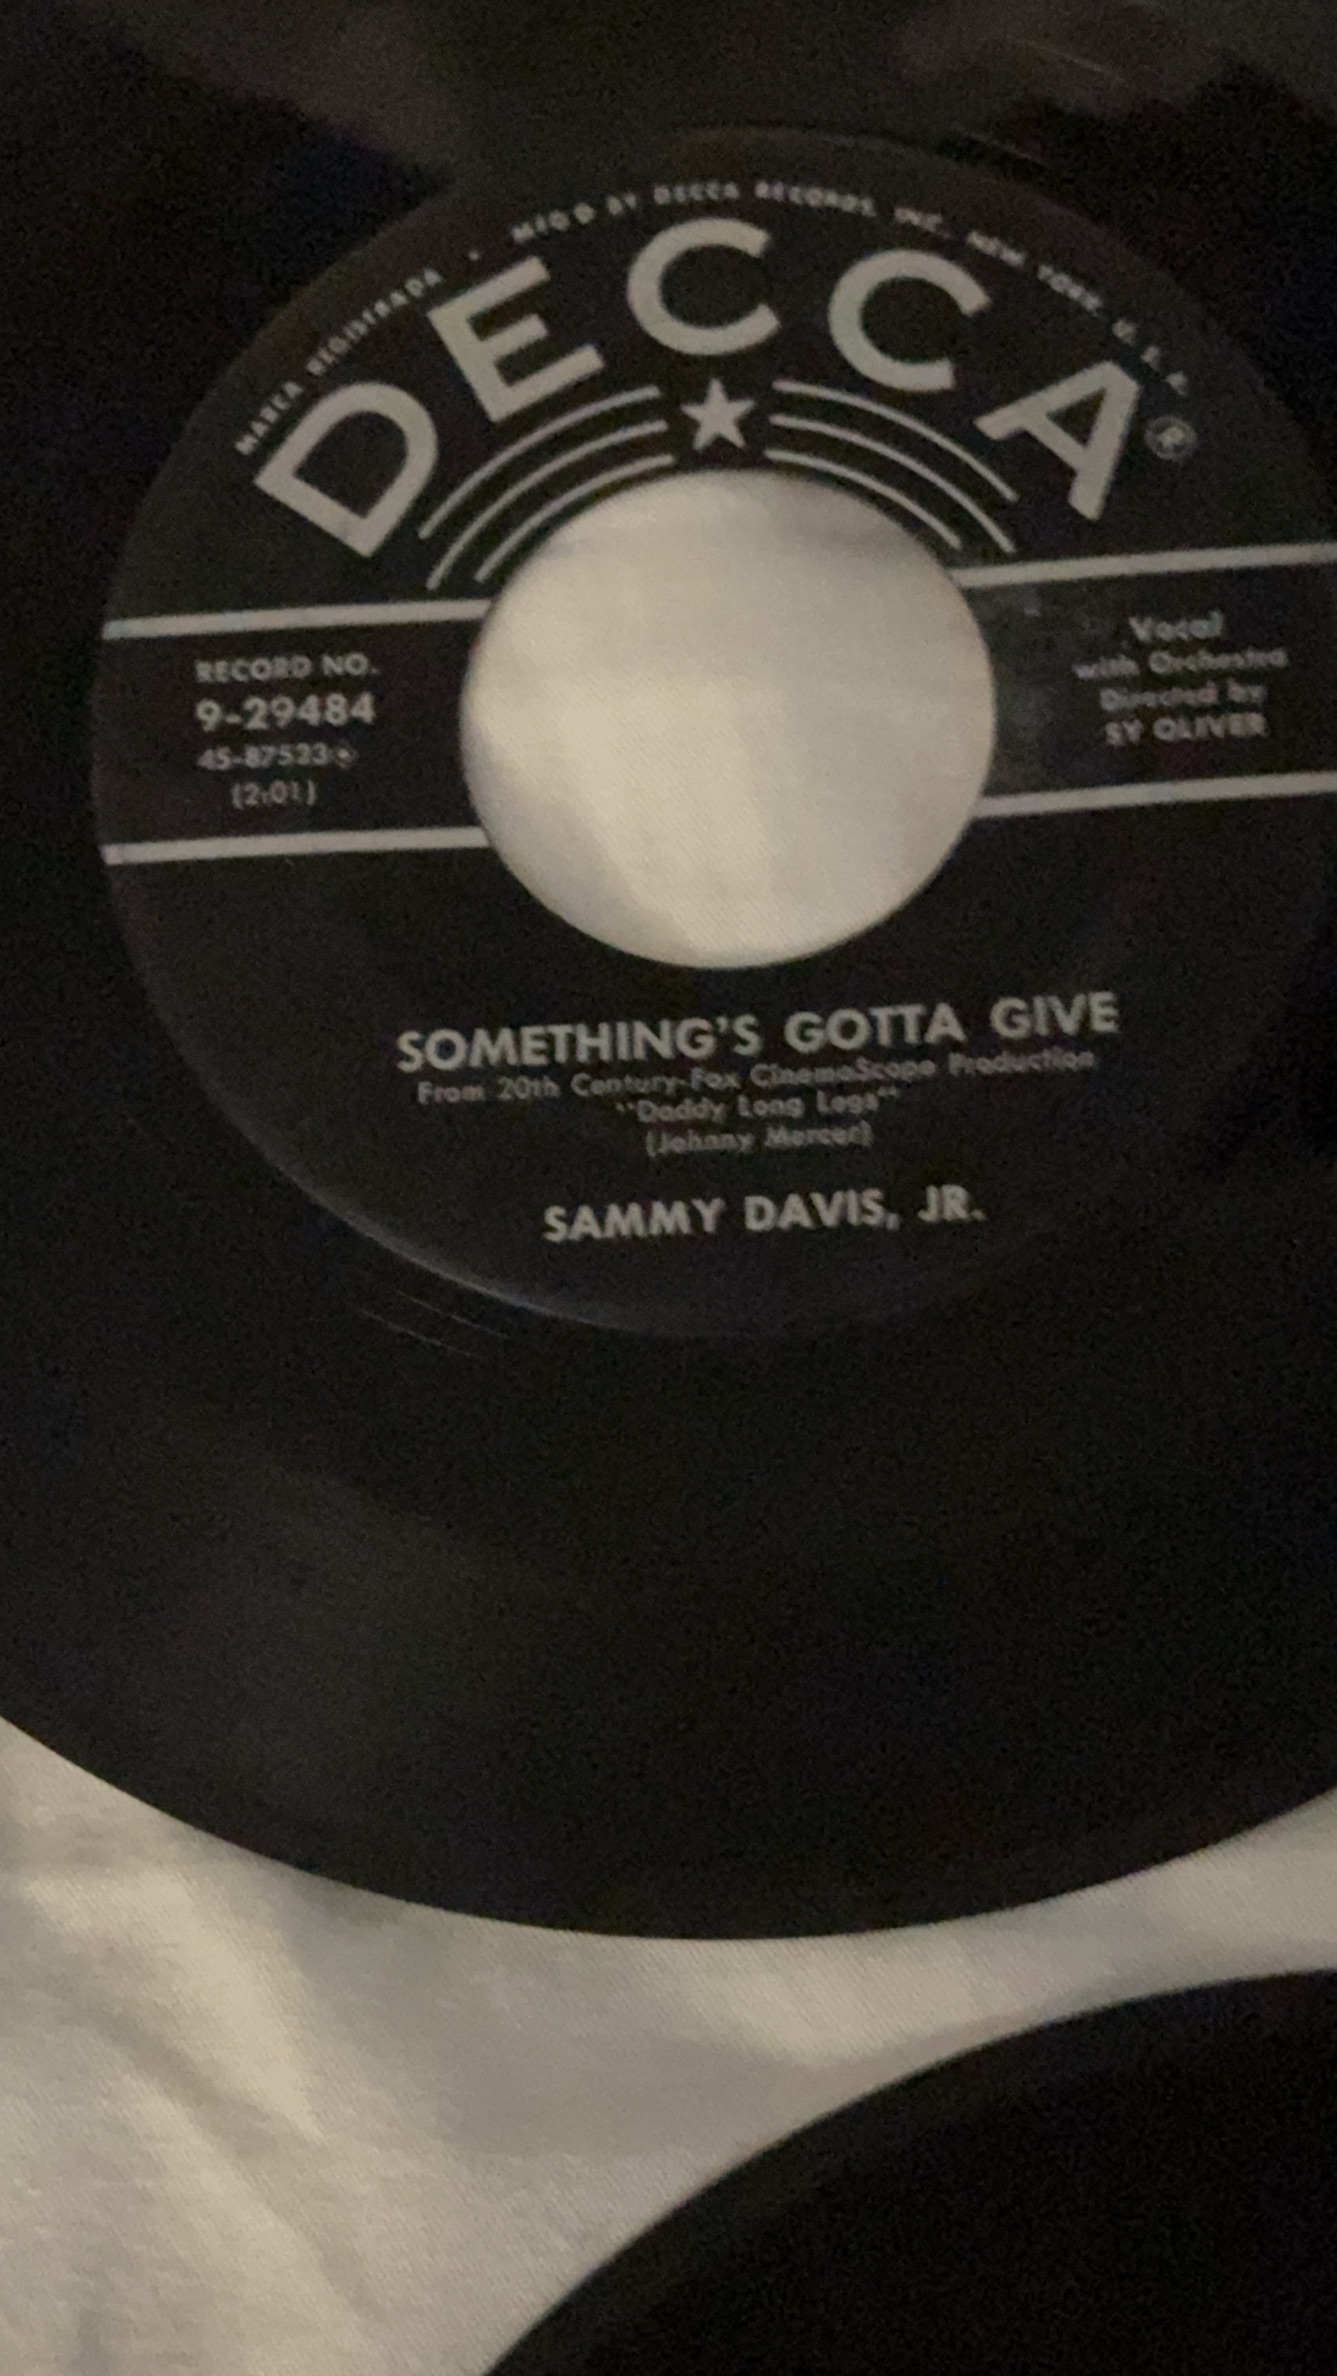 MARCA REGISTRADA • MFG'D BY DECCA RECORDS, INC., NEW YORK, U. S. A.
DECCA®
RECORD NO.
9-29484
45-87523
(2:01)
Vocal
with Orchestra
Directed by
SY OLIVER
SOMETHING'S GOTTA GIVE
From 20th Century-Fox CinemaScope Production
"Daddy Long Legs"
(Johnny Mercer)
SAMMY DAVIS, JR.